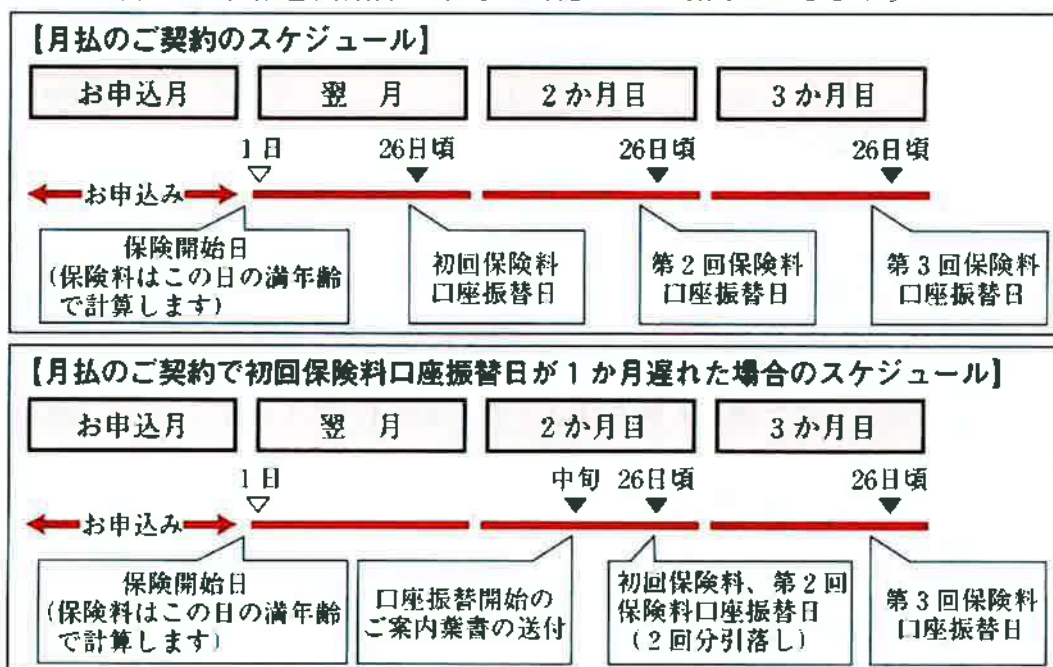 【月払のご契約のスケジュール】
お申込月 翌 月 2か月目 3か月目
1日 26日頃 26日頃 26日頃
お申込み
保険開始日
(保険料はこの日の満年齢
で計算します)
初回保険料
口座振替日
第2回保険料
口座振替日
第3回保険料
口座振替日
【月払のご契約で初回保険料口座振替日が1か月遅れた場合のスケジュール】
お申込月 翌 月 2か月目 3か月目
1日 中旬 26日頃 26日頃
お申込み
保険開始日
(保険料はこの日の満年齢
で計算します)
口座振替開始の
ご案内葉書の送付
初回保険料、第2回
保険料口座振替日
(2回分引落し)
第3回保険料
口座振替日